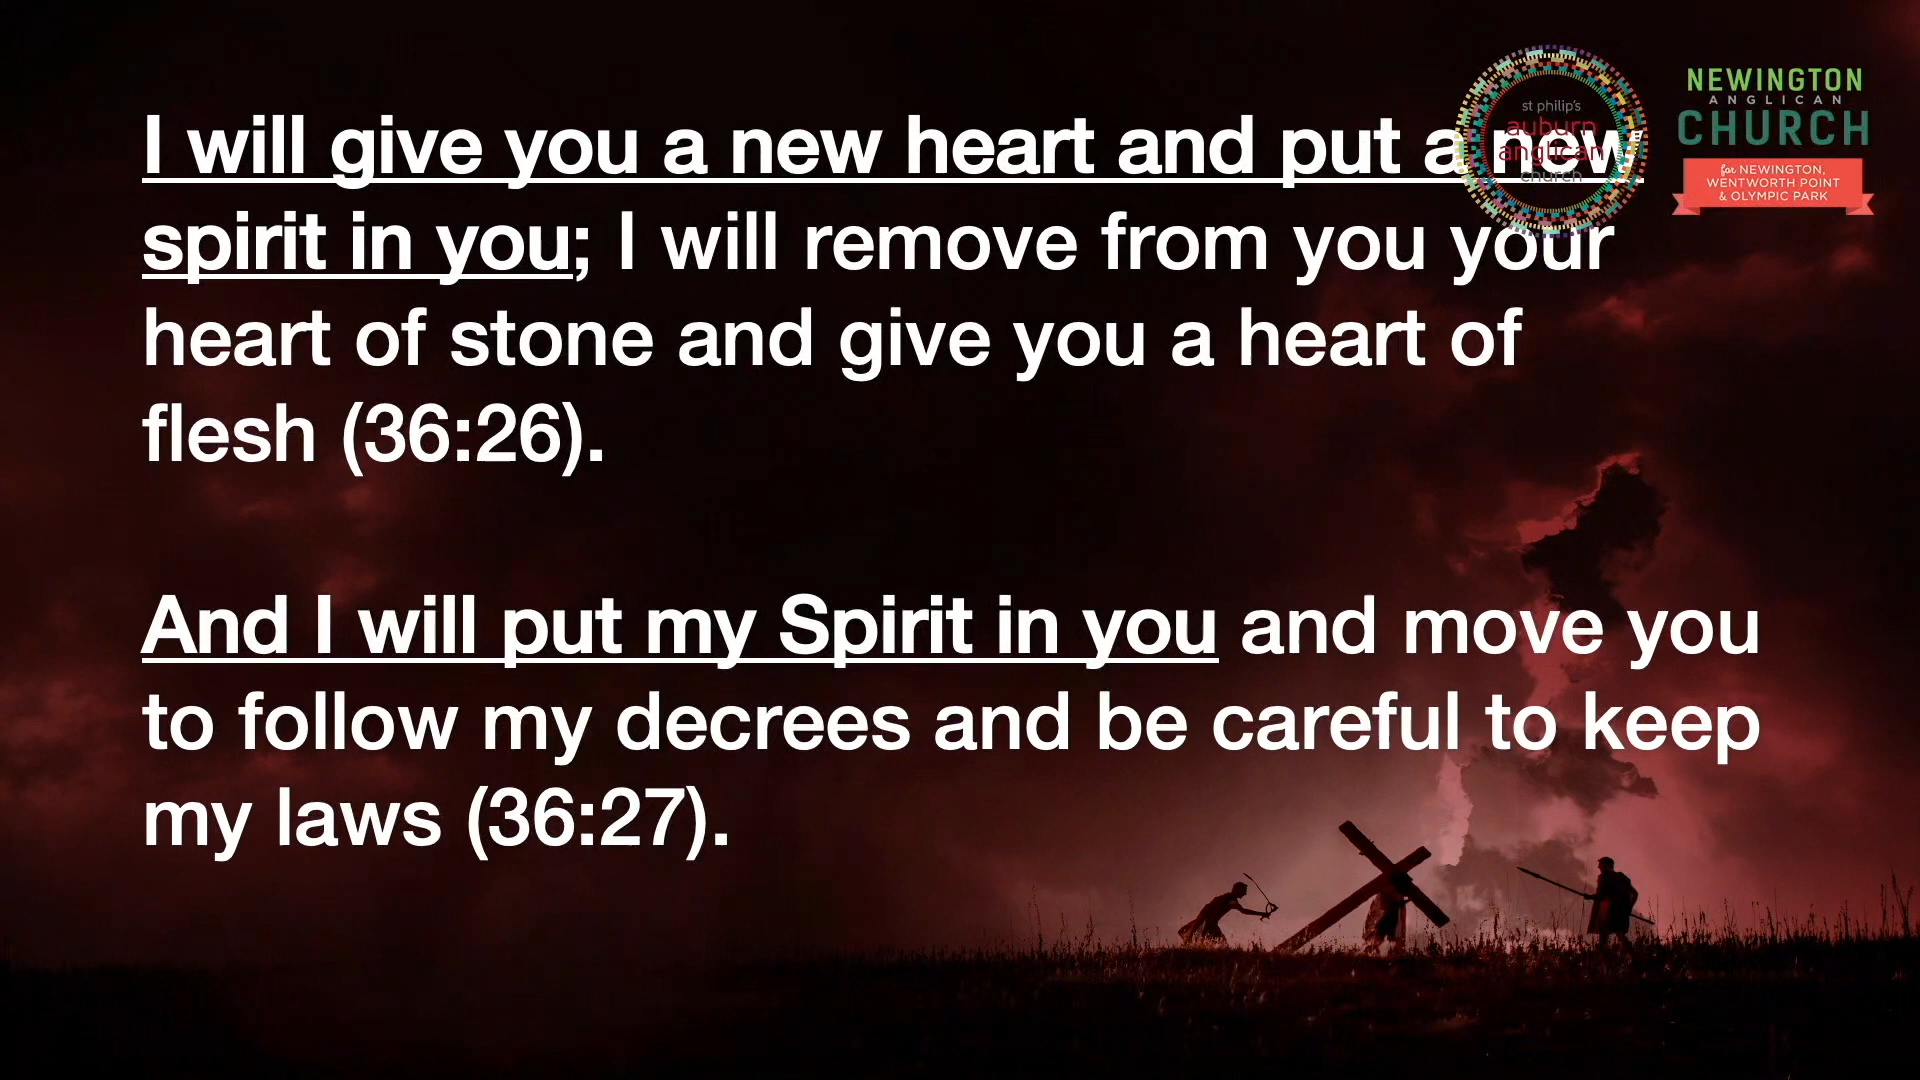 I will give you a new heart and put a new
spirit in you; I will remove from you your
heart of stone and give you a heart of
flesh (36:26).
And I will put my Spirit in you and move you
to follow my decrees and be careful to keep
my laws (36:27).
st philip's
auburn
anglican
church
NEWINGTON
ANGLICAN
CHURCH
for NEWINGTON,
WENTWORTH POINT
& OLYMPIC PARK